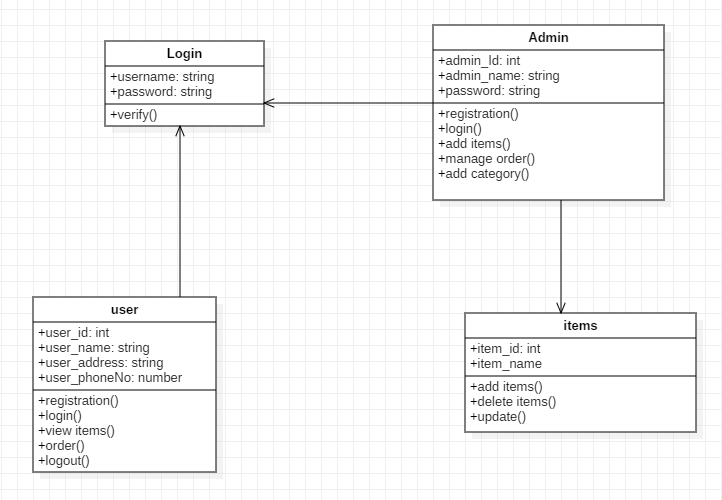 Login
+username: string
+password: string
+verify()
Admin
+admin_Id: int
+admin_name: string
+password: string
+registration()
+login()
+add items()
+manage order()
+add category()
user
+user_id: int
+user_name: string
+user_address: string
+user_phoneNo: number
+registration()
+login()
+view items()
+order()
+logout()
items
+item_id: int
+item_name
+add items()
+delete items()
+update()